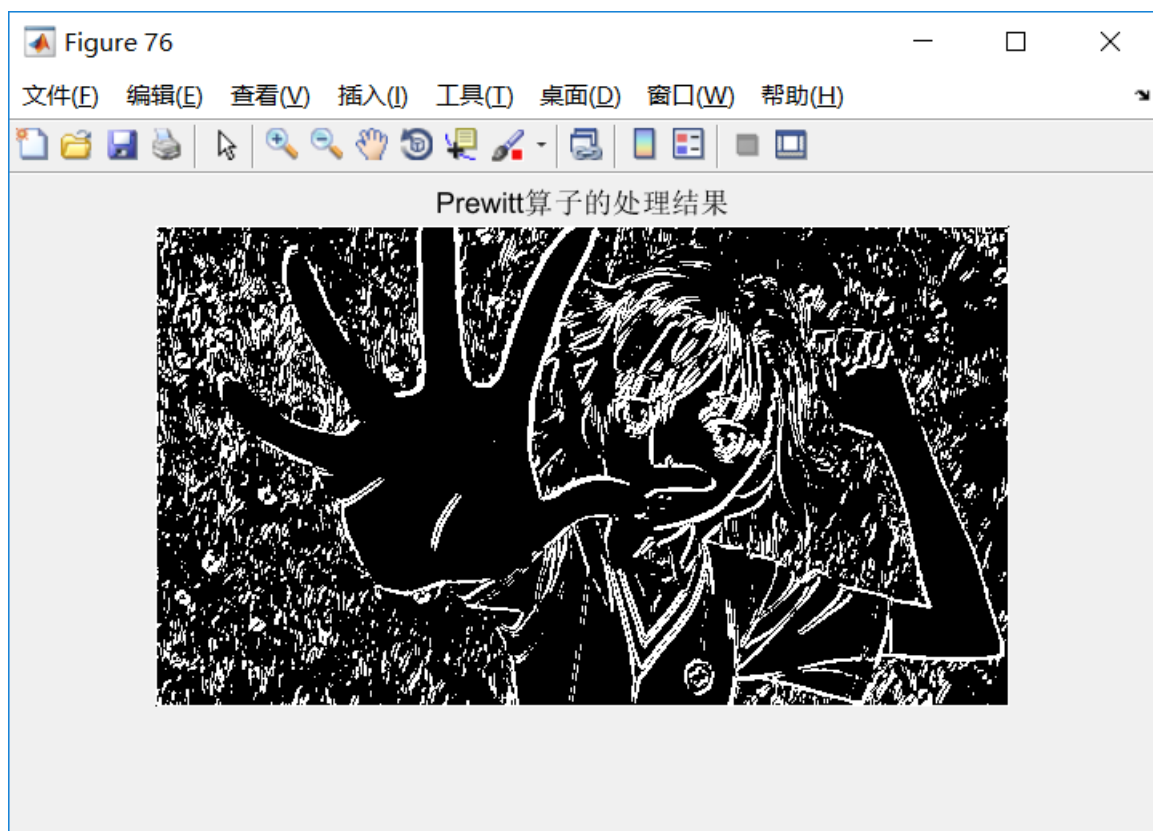 Figure 76
文件(F) 编辑(E) 查看(V) 插入(I) 工具(T) 桌面(D) 窗口(W) 帮助(H)
Prewitt算子的处理结果